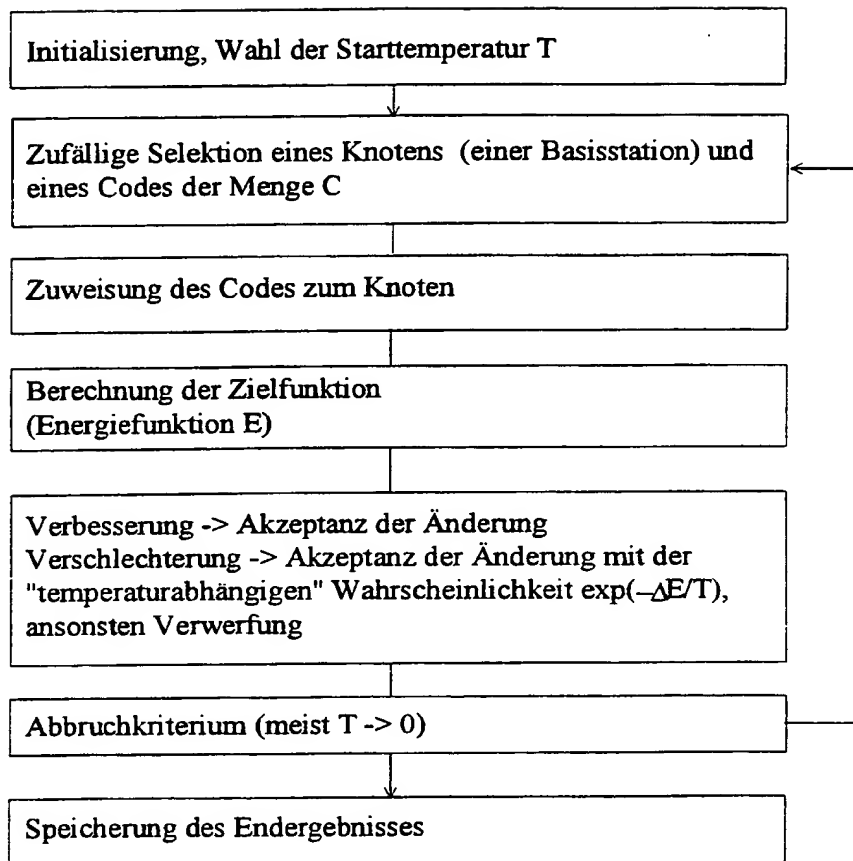 Initialisierung, Wahl der Starttemperatur T
Zufällige Selektion eines Knotens (einer Basisstation) und
eines Codes der Menge C
Zuweisung des Codes zum Knoten
Berechnung der Zielfunktion
(Energiefunktion E)
Verbesserung -> Akzeptanz der Änderung
Verschlechterung -> Akzeptanz der Änderung mit der
"temperaturabhängigen" Wahrscheinlichkeit exp(–ΔE/T),
ansonsten Verwerfung
Abbruchkriterium (meist T -> 0)
Speicherung des Endergebnisses